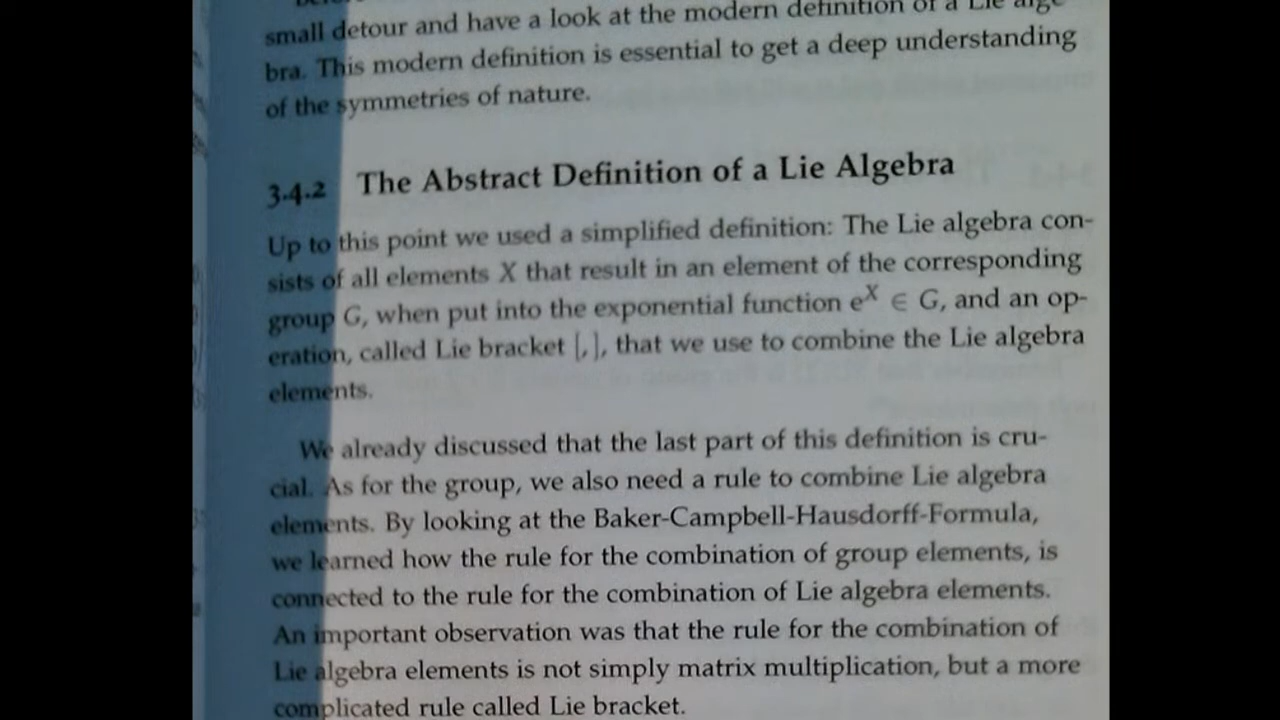 small detour and have a look at the modern definition of a Lie alge-
bra. This modern definition is essential to get a deep understanding
of the symmetries of nature.
3.4.2 The Abstract Definition of a Lie Algebra
Up to this point we used a simplified definition: The Lie algebra con-
sists of all elements X that result in an element of the corresponding
group G, when put into the exponential function e^X ∈ G, and an op-
eration, called Lie bracket [,], that we use to combine the Lie algebra
elements.
We already discussed that the last part of this definition is cru-
cial. As for the group, we also need a rule to combine Lie algebra
elements. By looking at the Baker-Campbell-Hausdorff-Formula,
we learned how the rule for the combination of group elements, is
connected to the rule for the combination of Lie algebra elements.
An important observation was that the rule for the combination of
Lie algebra elements is not simply matrix multiplication, but a more
complicated rule called Lie bracket.